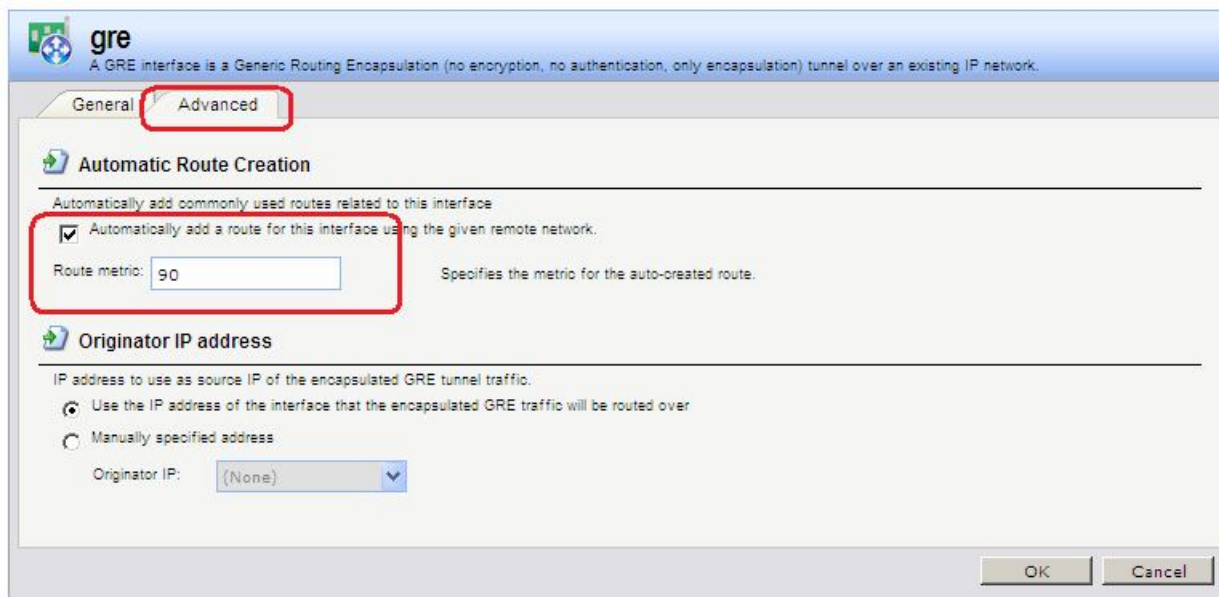 gre
A GRE interface is a Generic Routing Encapsulation (no encryption, no authentication, only encapsulation) tunnel over an existing IP network.
General Advanced
Automatic Route Creation
Automatically add commonly used routes related to this interface
Automatically add a route for this interface using the given remote network.
Route metric: 90 Specifies the metric for the auto-created route.
Originator IP address
IP address to use as source IP of the encapsulated GRE tunnel traffic.
Use the IP address of the interface that the encapsulated GRE traffic will be routed over
Manually specified address
Originator IP: (None)
OK Cancel